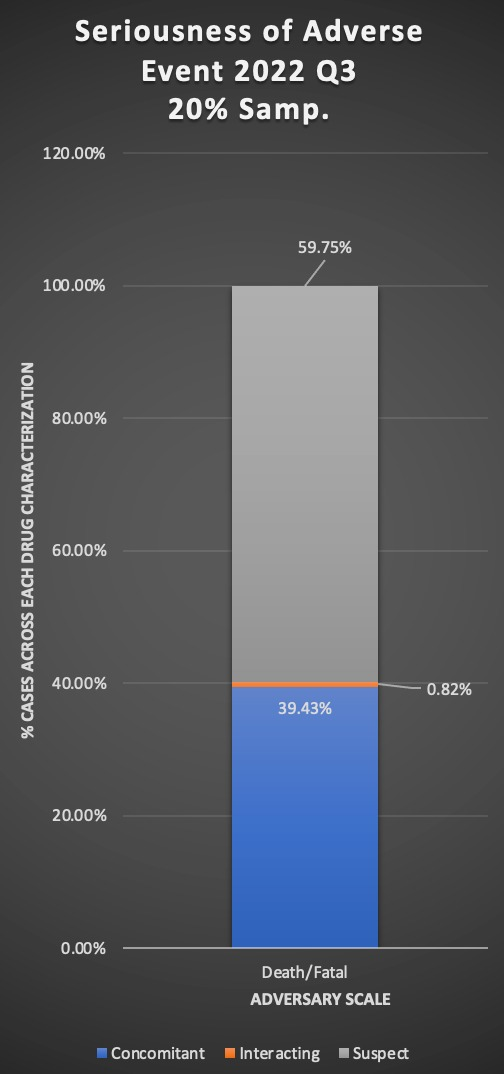 Seriousness of Adverse
Event 2022 Q3
20% Samp.
120.00%
59.75%
100.00%
80.00%
60.00%
40.00%
0.82%
39.43%
20.00%
0.00%
% CASES ACROSS EACH DRUG CHARACTERIZATION
Death/Fatal
ADVERSARY SCALE
Concomitant Interacting Suspect